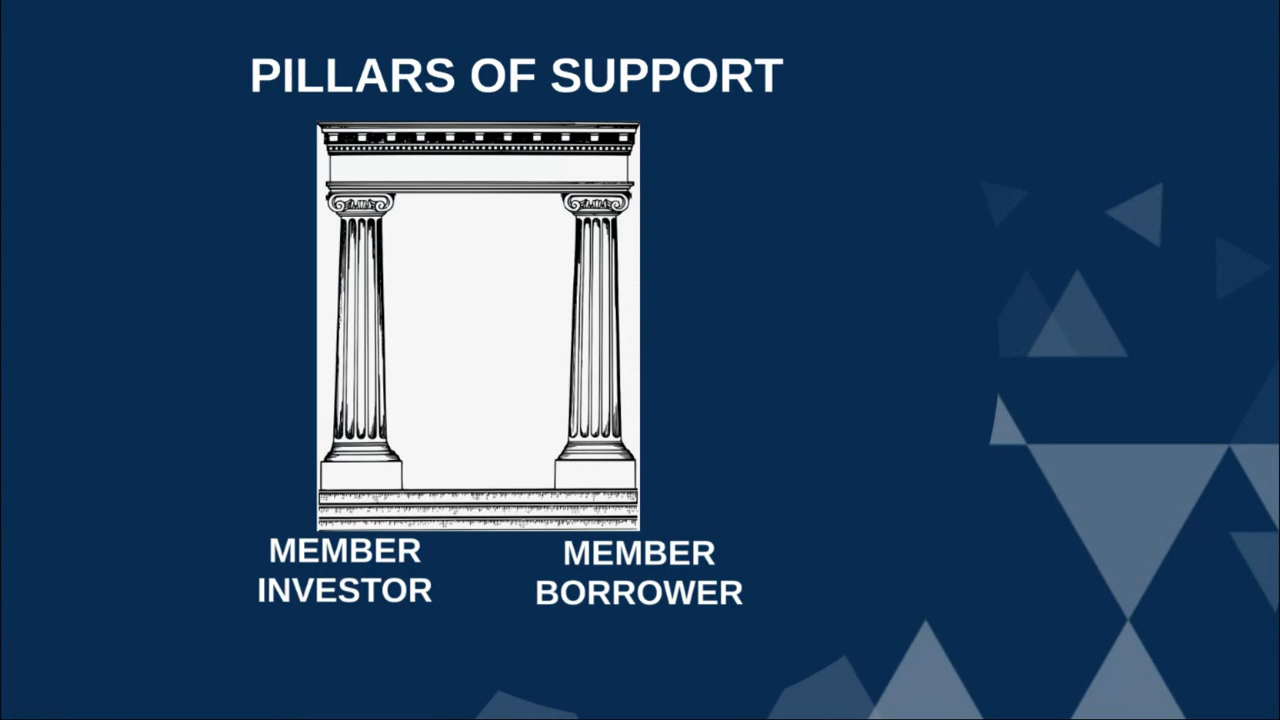 PILLARS OF SUPPORT
MEMBER
INVESTOR
MEMBER
BORROWER